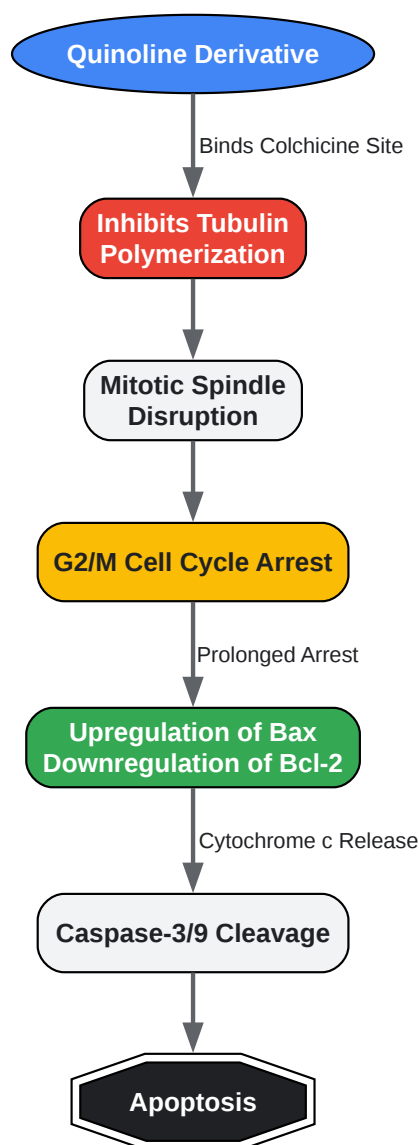 Quinoline Derivative
Binds Colchicine Site
Inhibits Tubulin
Polymerization
Mitotic Spindle
Disruption
G2/M Cell Cycle Arrest
Prolonged Arrest
Upregulation of Bax
Downregulation of Bcl-2
Cytochrome c Release
Caspase-3/9 Cleavage
Apoptosis